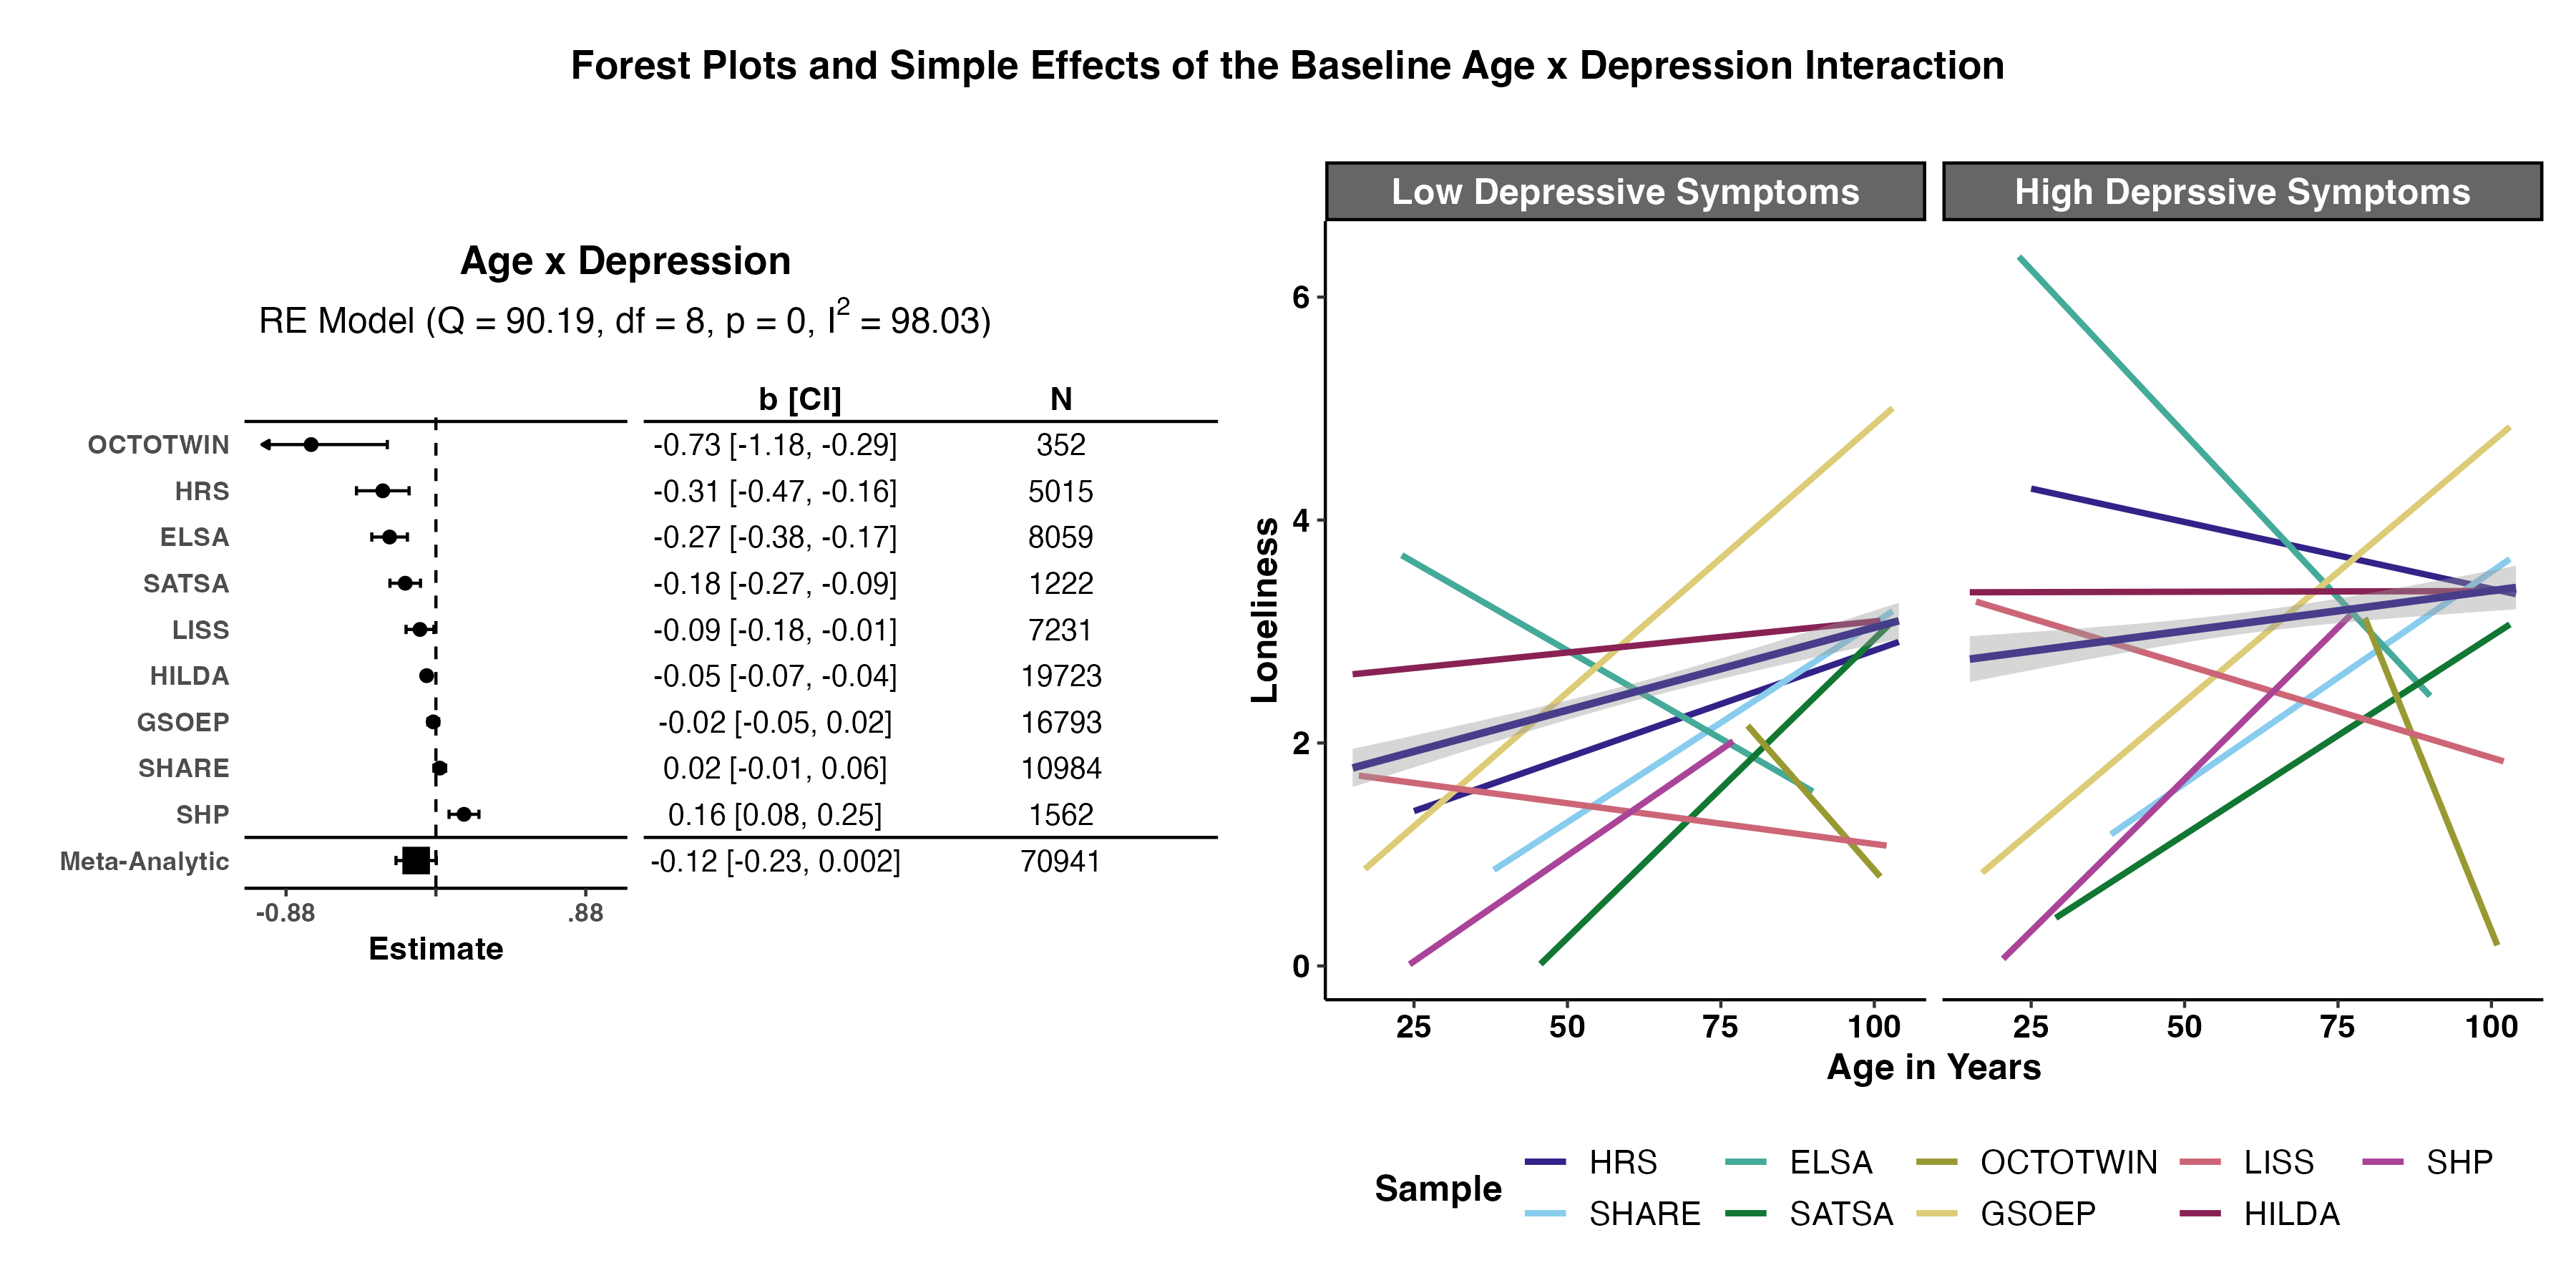 Forest Plots and Simple Effects of the Baseline Age x Depression Interaction
Age x Depression
RE Model (Q = 90.19, df = 8, p = 0, I² = 98.03)
b [CI] N
OCTOTWIN -0.73 [-1.18, -0.29] 352
HRS -0.31 [-0.47, -0.16] 5015
ELSA -0.27 [-0.38, -0.17] 8059
SATSA -0.18 [-0.27, -0.09] 1222
LISS -0.09 [-0.18, -0.01] 7231
HILDA -0.05 [-0.07, -0.04] 19723
GSOEP -0.02 [-0.05, 0.02] 16793
SHARE 0.02 [-0.01, 0.06] 10984
SHP 0.16 [0.08, 0.25] 1562
Meta-Analytic -0.12 [-0.23, 0.002] 70941
-0.88 .88
Estimate
Low Depressive Symptoms
High Deprssive Symptoms
Loneliness
6
4
2
0
25 50 75 100
25 50 75 100
Age in Years
Sample
HRS ELSA OCTOTWIN LISS SHP
SHARE SATSA GSOEP HILDA